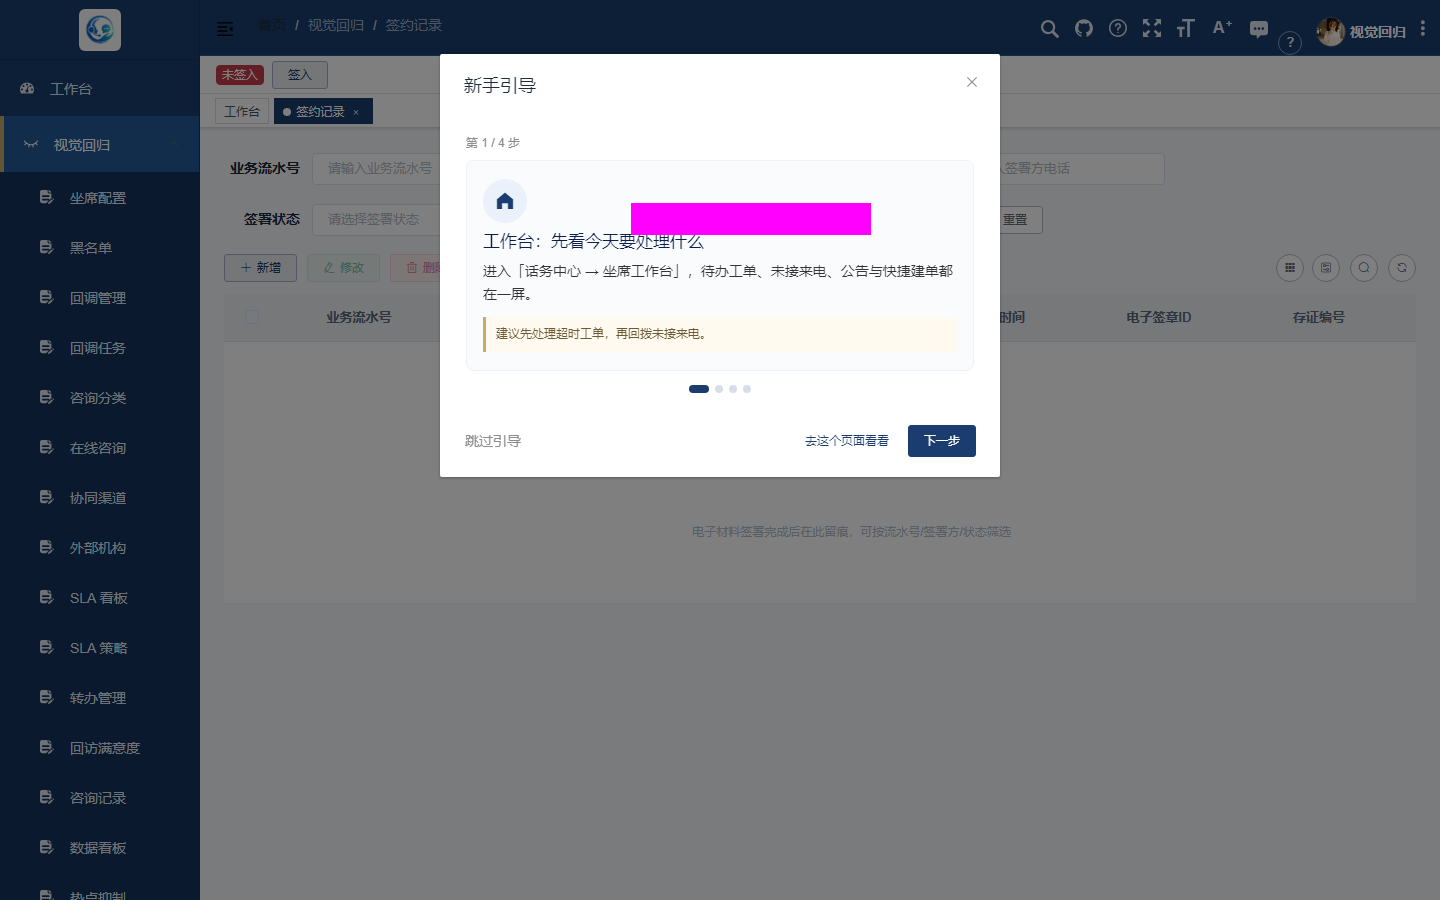 首页 / 视觉回归 / 签约记录
A+
?
视觉回归
工作台
视觉回归
坐席配置
黑名单
回调管理
回调任务
咨询分类
在线咨询
协同渠道
外部机构
SLA 看板
SLA 策略
转办管理
回访满意度
咨询记录
数据看板
热点抑制
未签入
签入
工作台
签约记录
业务流水号
请输入业务流水号
签署方电话
签署状态
请选择签署状态
重置
新增
修改
业务流水号
时间
电子签章ID
存证编号
电子材料签署完成后在此留痕，可按流水号/签署方/状态筛选
新手引导
第 1 / 4 步
工作台：先看今天要处理什么
进入「话务中心 → 坐席工作台」，待办工单、未接来电、公告与快捷建单都
在一屏。
建议先处理超时工单，再回拨未接来电。
跳过引导
去这个页面看看
下一步